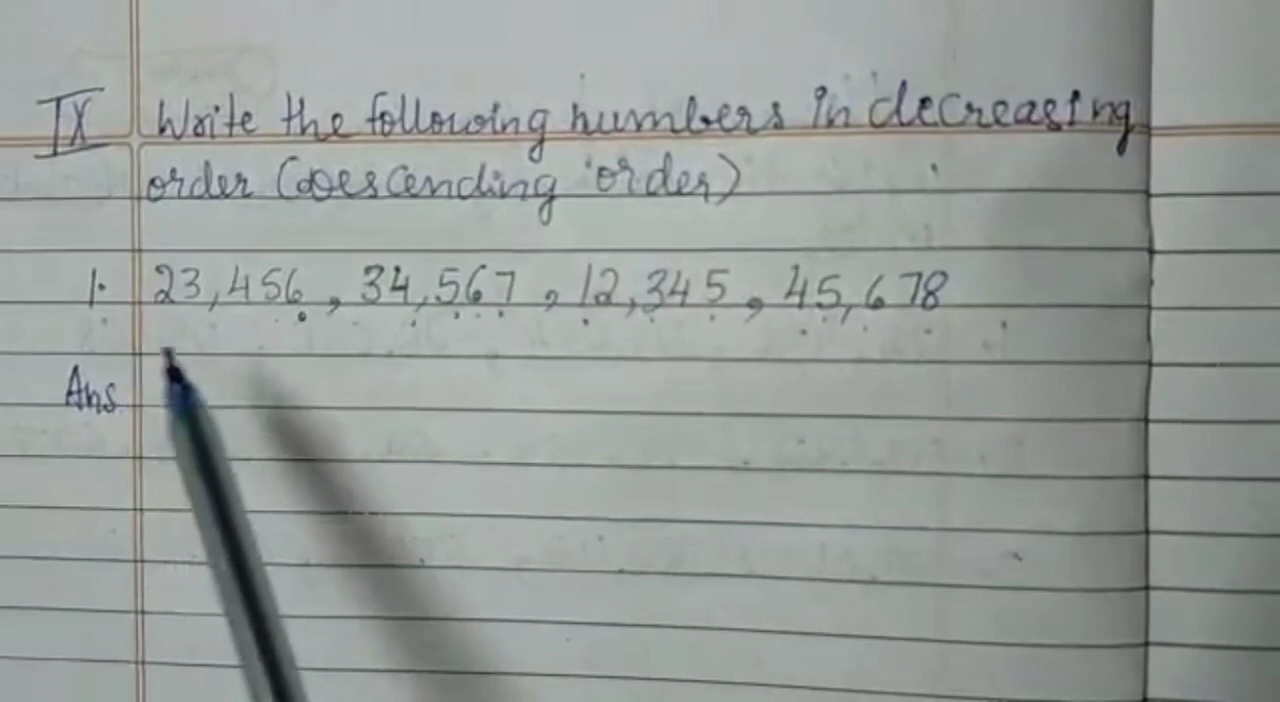 IX Write the following numbers in decreasing
order (Descending order)
1. 23,456, 34,567, 12,345, 45,678
Ans